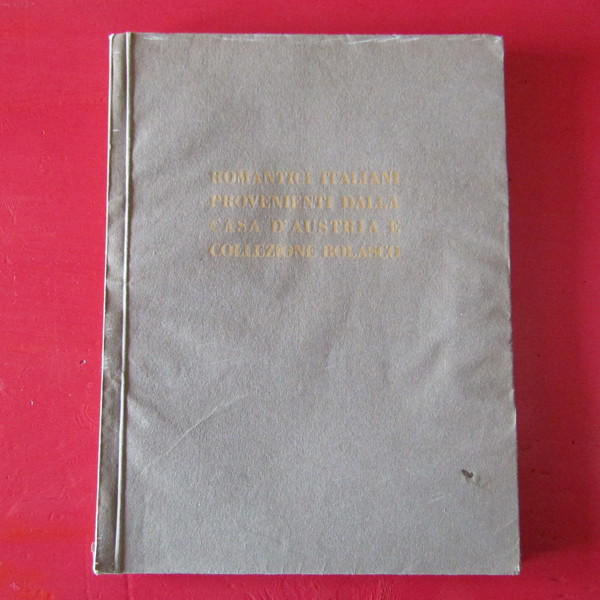 ROMANTICI ITALIANI
PROVENIENTI DALLA
CASA D'AUSTRIA E
COLLEZIONE BOLASCO